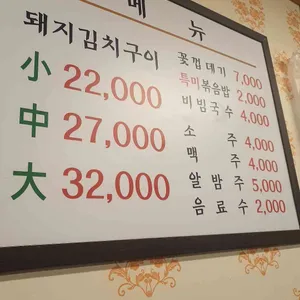 메 뉴
돼지김치구이
小 22,000
中 27,000
大 32,000
꽃껍데기 7,000
특미볶음밥 2,000
비빔국수 4,000
소 주 4,000
맥 주 4,000
알밤주 5,000
음료수 2,000